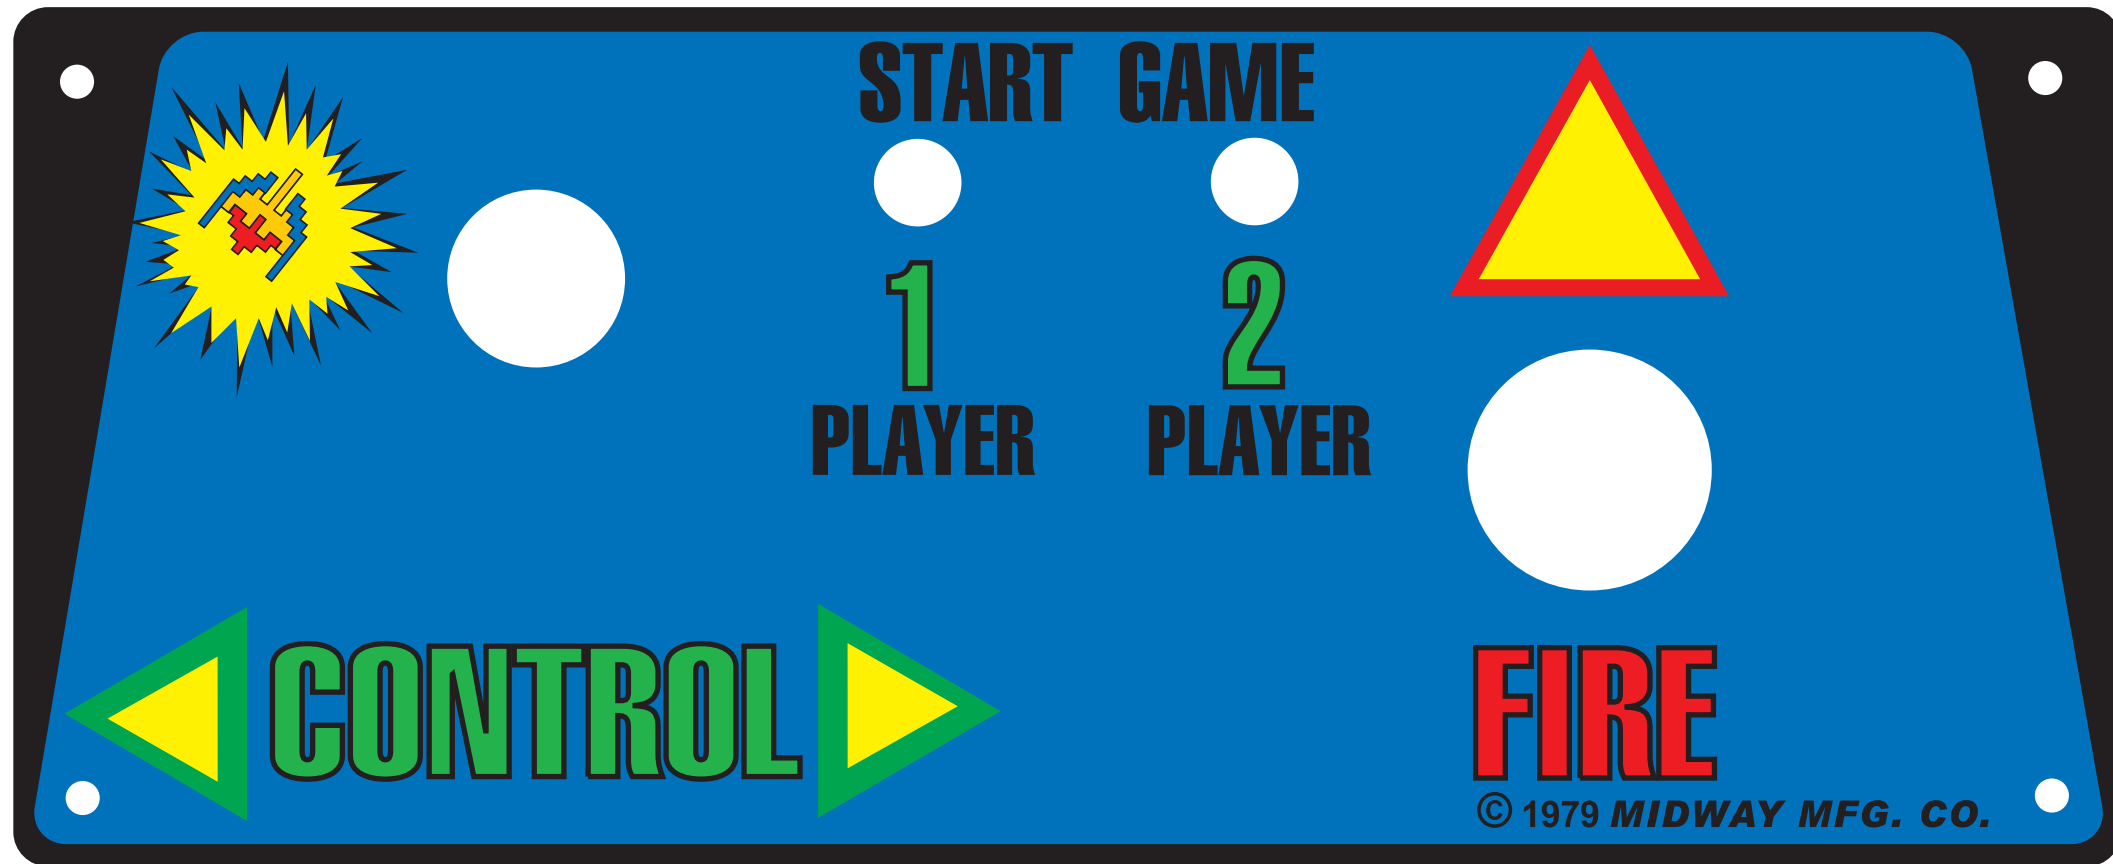 START GAME
1 2
PLAYER PLAYER
CONTROL
FIRE
© 1979 MIDWAY MFG. CO.